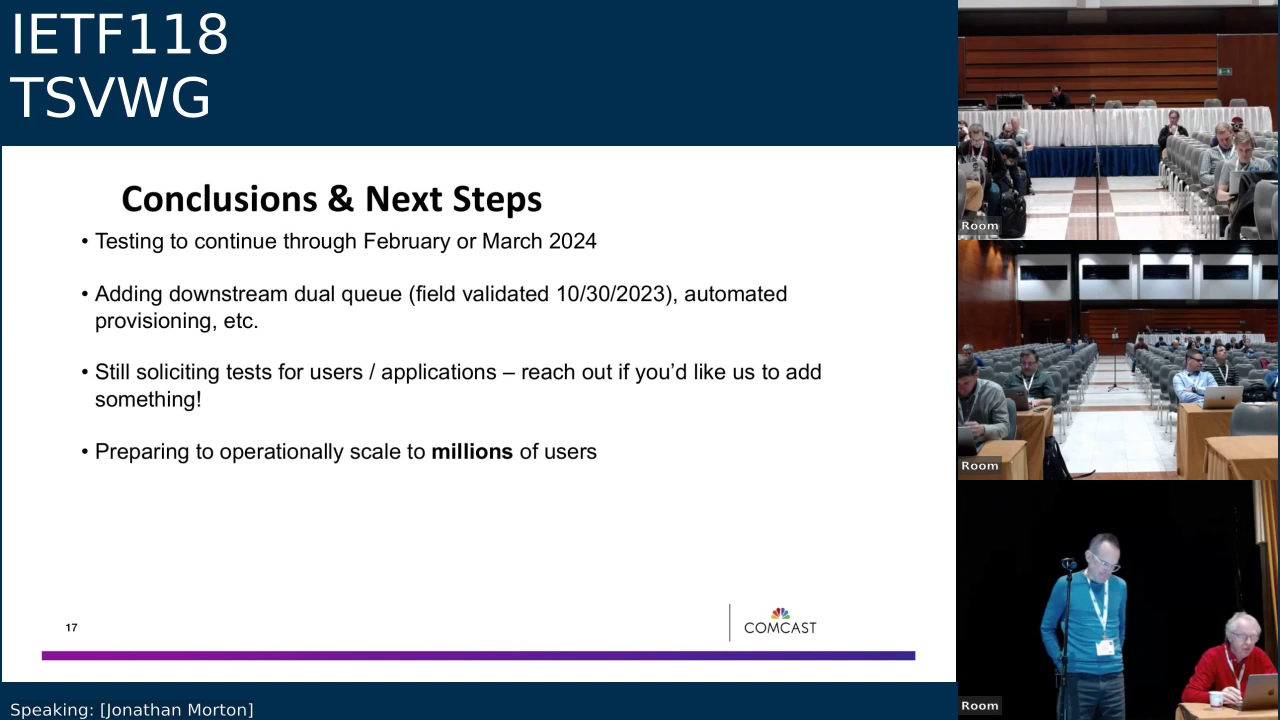 IETF118
TSVWG
Conclusions & Next Steps
• Testing to continue through February or March 2024
• Adding downstream dual queue (field validated 10/30/2023), automated
provisioning, etc.
• Still soliciting tests for users / applications – reach out if you’d like us to add
something!
• Preparing to operationally scale to millions of users
17
COMCAST
Speaking: [Jonathan Morton]
Room
Room
Room